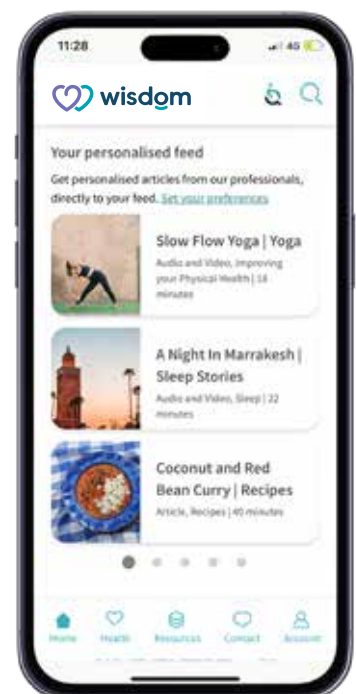 11:28
4G
wisdom
Your personalised feed
Get personalised articles from our professionals,
directly to your feed. Set your preferences
Slow Flow Yoga | Yoga
Audio and Video, Improving
your Physical Health | 18
minutes
A Night In Marrakesh |
Sleep Stories
Audio and Video, Sleep | 22
minutes
Coconut and Red
Bean Curry | Recipes
Article, Recipes | 40 minutes
Home Health Resources Contact Account